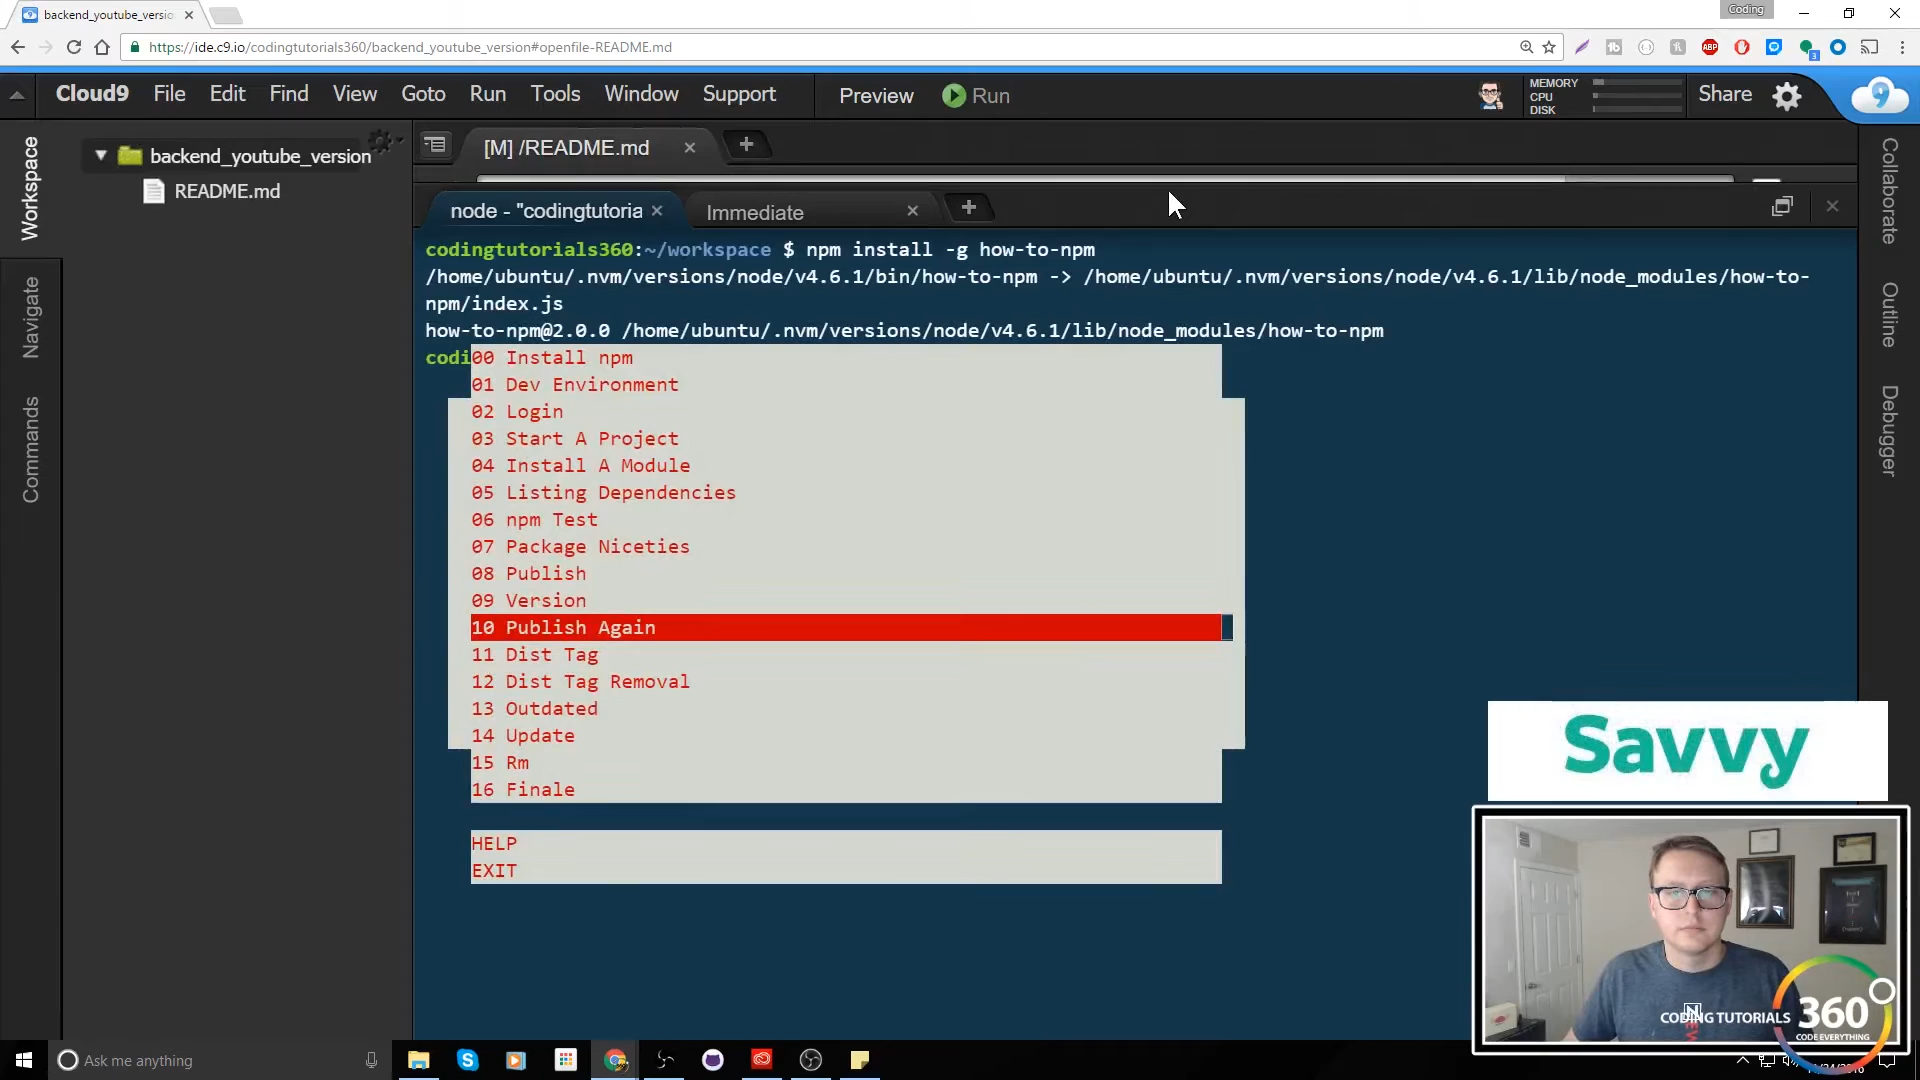 backend_youtube_versio
Coding
https://ide.c9.io/codingtutorials360/backend_youtube_version#openfile-README.md
ABP
3
Cloud9 File Edit Find View Goto Run Tools Window Support Preview Run
MEMORY
CPU
DISK
Share
9
Workspace
Navigate
Commands
backend_youtube_version
README.md
[M] /README.md
node - "codingtutoria
Immediate
codingtutorials360:~/workspace $ npm install -g how-to-npm
/home/ubuntu/.nvm/versions/node/v4.6.1/bin/how-to-npm -> /home/ubuntu/.nvm/versions/node/v4.6.1/lib/node_modules/how-to-
npm/index.js
how-to-npm@2.0.0 /home/ubuntu/.nvm/versions/node/v4.6.1/lib/node_modules/how-to-npm
codi00 Install npm
01 Dev Environment
02 Login
03 Start A Project
04 Install A Module
05 Listing Dependencies
06 npm Test
07 Package Niceties
08 Publish
09 Version
10 Publish Again
11 Dist Tag
12 Dist Tag Removal
13 Outdated
14 Update
15 Rm
16 Finale
HELP
EXIT
Collaborate
Outline
Debugger
Savvy
CODING TUTORIALS 360
CODE EVERYTHING
Ask me anything